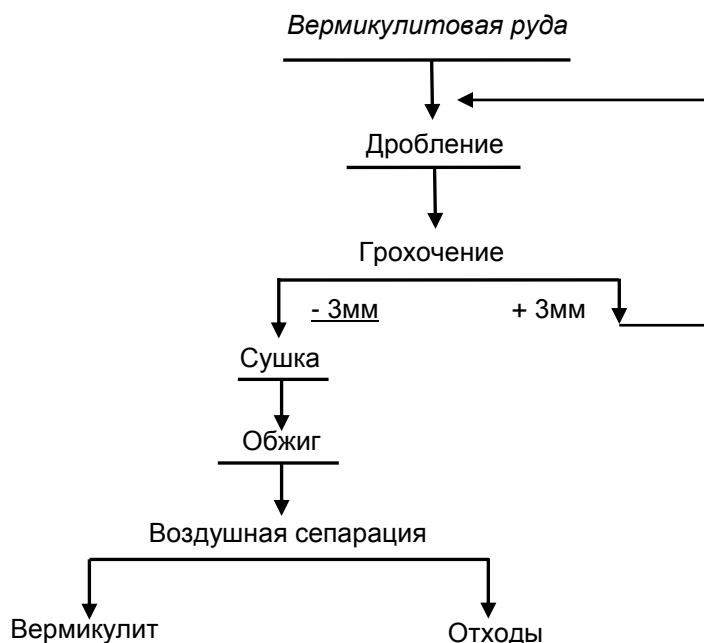 Вермикулитовая руда
Дробление
Грохочение
- 3мм + 3мм
Сушка
Обжиг
Воздушная сепарация
Вермикулит Отходы